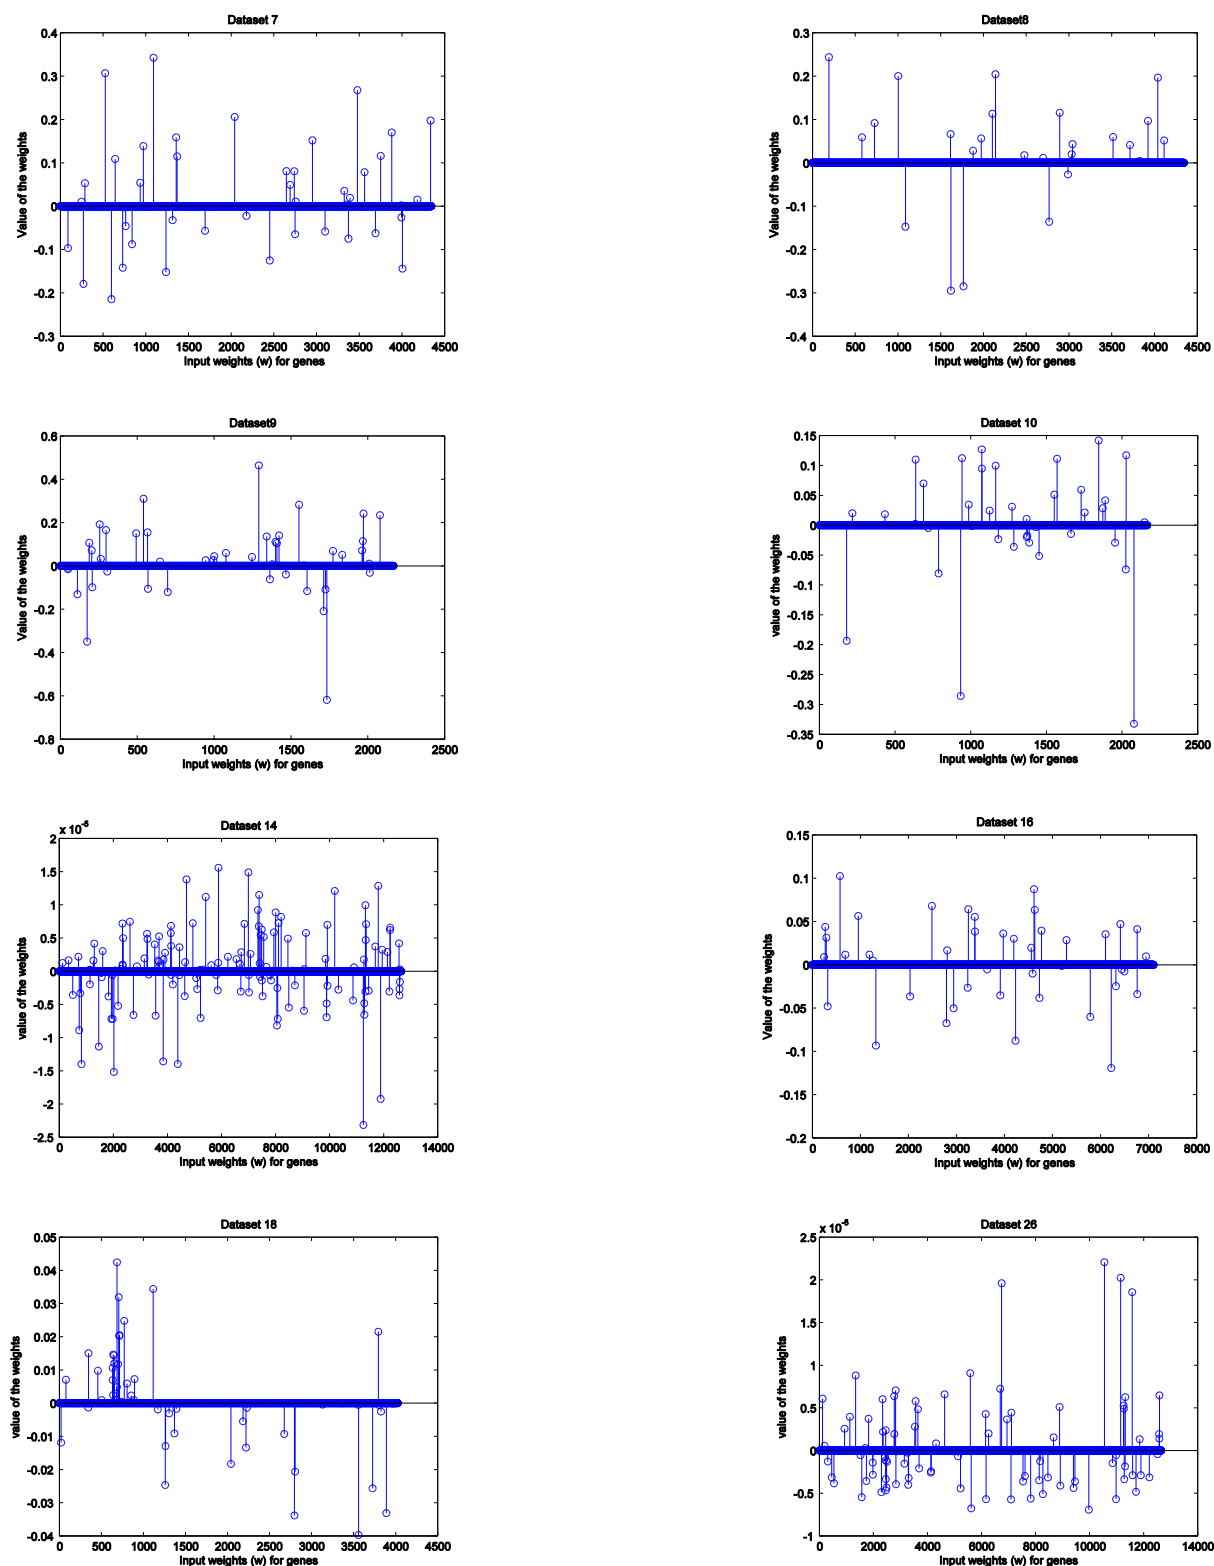 Dataset 7
0.4
0.3
0.2
0.1
0
-0.1
-0.2
-0.3
Value of the weights
0 500 1000 1500 2000 2500 3000 3500 4000 4500
Input weights (w) for genes
Dataset8
0.3
0.2
0.1
0
-0.1
-0.2
-0.3
-0.4
Value of the weights
0 500 1000 1500 2000 2500 3000 3500 4000 4500
Input weights (w) for genes
Dataset9
0.6
0.4
0.2
0
-0.2
-0.4
-0.6
-0.8
Value of the weights
0 500 1000 1500 2000 2500
Input weights (w) for genes
Dataset 10
0.15
0.1
0.05
0
-0.05
-0.1
-0.15
-0.2
-0.25
-0.3
-0.35
value of the weights
0 500 1000 1500 2000 2500
Input weights (w) for genes
Dataset 14
x 10-5
2
1.5
1
0.5
0
-0.5
-1
-1.5
-2
-2.5
value of the weights
0 2000 4000 6000 8000 10000 12000 14000
Input weights (w) for genes
Dataset 16
0.15
0.1
0.05
0
-0.05
-0.1
-0.15
-0.2
Value of the weights
0 1000 2000 3000 4000 5000 6000 7000 8000
Input weights (w) for genes
Dataset 18
0.05
0.04
0.03
0.02
0.01
0
-0.01
-0.02
-0.03
-0.04
value of the weights
0 500 1000 1500 2000 2500 3000 3500 4000 4500
Input weights (w) for genes
Dataset 26
x 10-5
2.5
2
1.5
1
0.5
0
-0.5
-1
value of the weights
0 2000 4000 6000 8000 10000 12000 14000
Input weights (w) for genes